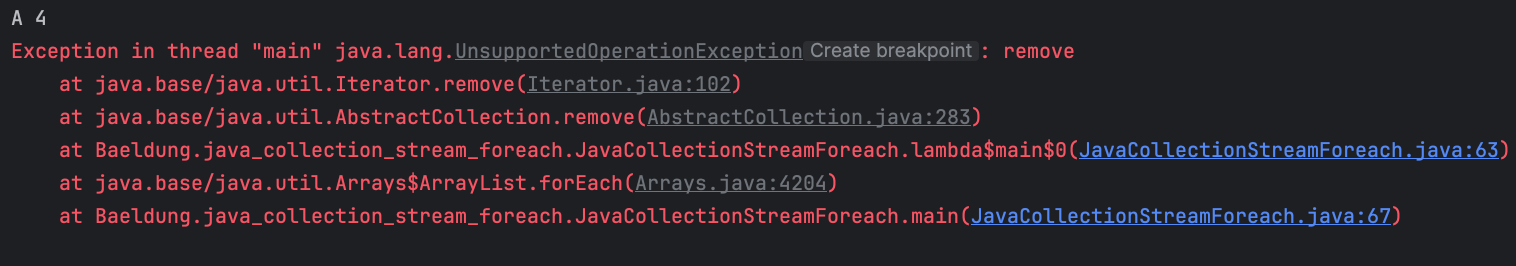 A 4
Exception in thread "main" java.lang.UnsupportedOperationException Create breakpoint : remove
    at java.base/java.util.Iterator.remove(Iterator.java:102)
    at java.base/java.util.AbstractCollection.remove(AbstractCollection.java:283)
    at Baeldung.java_collection_stream_foreach.JavaCollectionStreamForeach.lambda$main$0(JavaCollectionStreamForeach.java:63)
    at java.base/java.util.Arrays$ArrayList.forEach(Arrays.java:4204)
    at Baeldung.java_collection_stream_foreach.JavaCollectionStreamForeach.main(JavaCollectionStreamForeach.java:67)